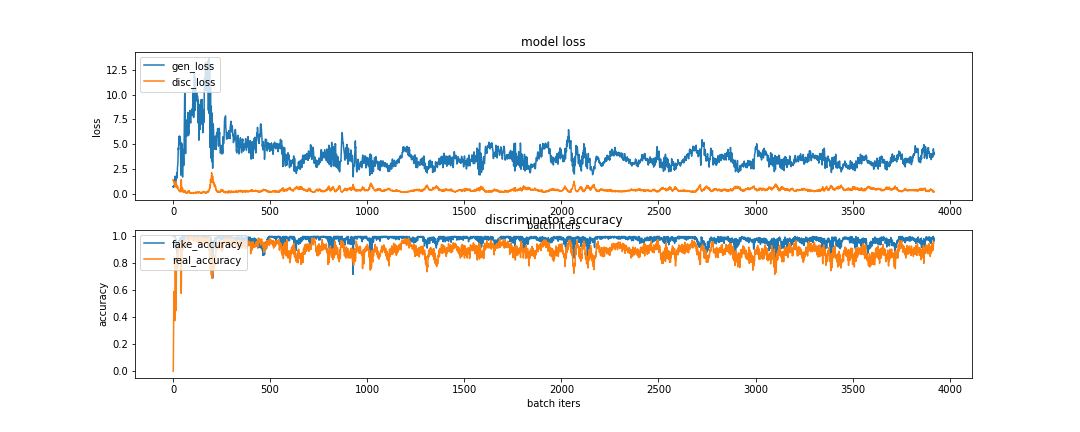 model loss
gen_loss
disc_loss
loss
12.5
10.0
7.5
5.0
2.5
0.0
0 500 1000 1500 2000 2500 3000 3500 4000
batch iters
discriminator accuracy
fake_accuracy
real_accuracy
accuracy
1.0
0.8
0.6
0.4
0.2
0.0
0 500 1000 1500 2000 2500 3000 3500 4000
batch iters